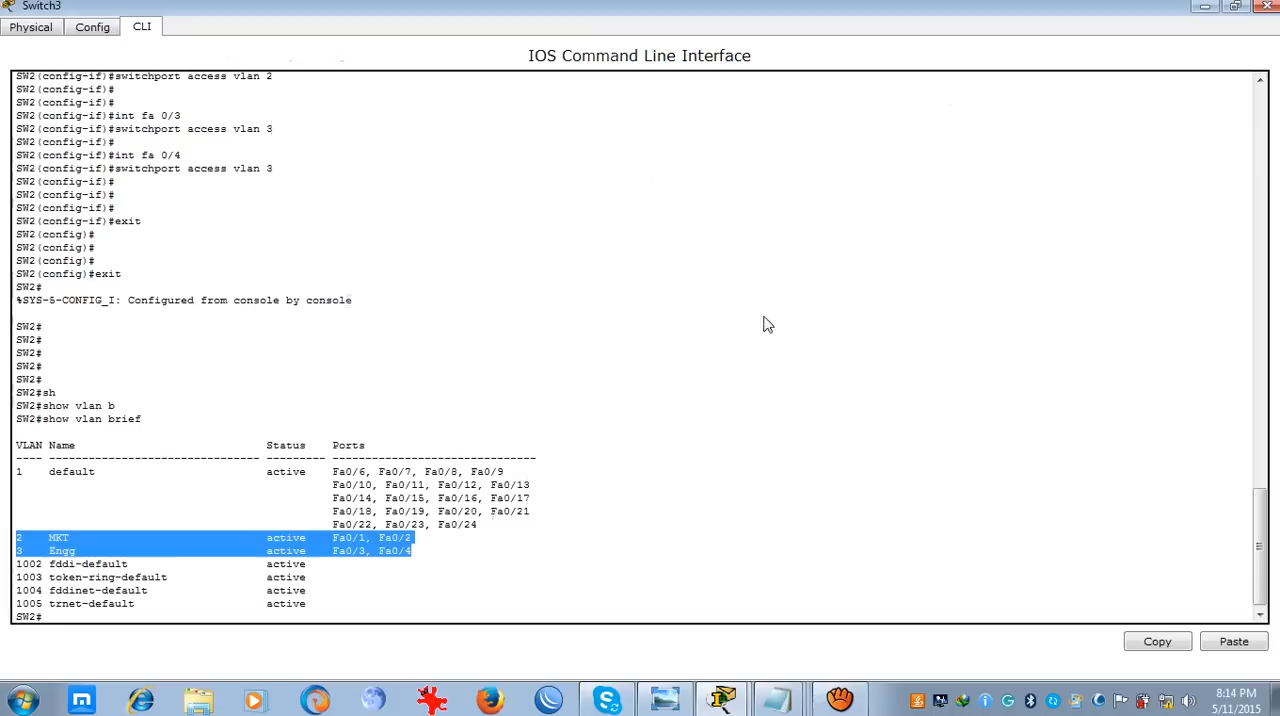 Switch3
Physical Config CLI
IOS Command Line Interface
SW2(config-if)#switchport access vlan 2
SW2(config-if)#
SW2(config-if)#
SW2(config-if)#int fa 0/3
SW2(config-if)#switchport access vlan 3
SW2(config-if)#
SW2(config-if)#int fa 0/4
SW2(config-if)#switchport access vlan 3
SW2(config-if)#
SW2(config-if)#
SW2(config-if)#
SW2(config-if)#exit
SW2(config)#
SW2(config)#
SW2(config)#
SW2(config)#exit
SW2#
%SYS-5-CONFIG_I: Configured from console by console
SW2#
SW2#
SW2#
SW2#
SW2#
SW2#sh
SW2#show vlan b
SW2#show vlan brief
VLAN Name Status Ports
---- -------------------------------- --------- -------------------------------
1 default active Fa0/6, Fa0/7, Fa0/8, Fa0/9
Fa0/10, Fa0/11, Fa0/12, Fa0/13
Fa0/14, Fa0/15, Fa0/16, Fa0/17
Fa0/18, Fa0/19, Fa0/20, Fa0/21
Fa0/22, Fa0/23, Fa0/24
2 MKT active Fa0/1, Fa0/2
3 Engg active Fa0/3, Fa0/4
1002 fddi-default active
1003 token-ring-default active
1004 fddinet-default active
1005 trnet-default active
SW2#
Copy Paste
8:14 PM
5/11/2015